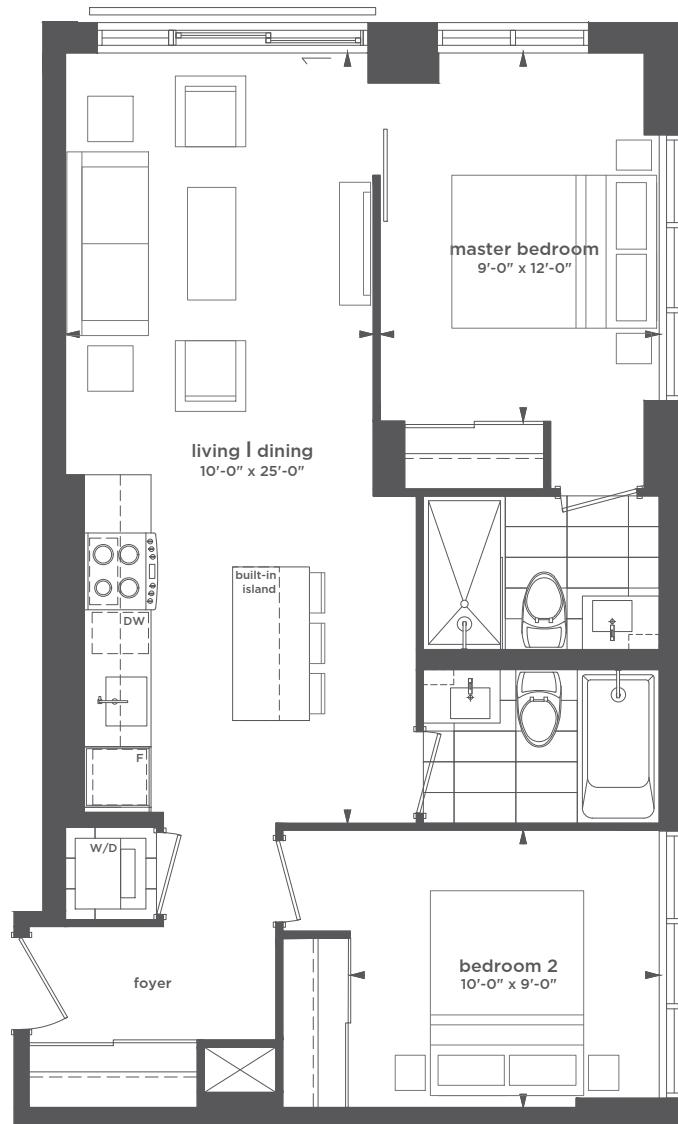 master bedroom
9'-0" x 12'-0"
living | dining
10'-0" x 25'-0"
built-in
island
DW
F
W/D
foyer
bedroom 2
10'-0" x 9'-0"